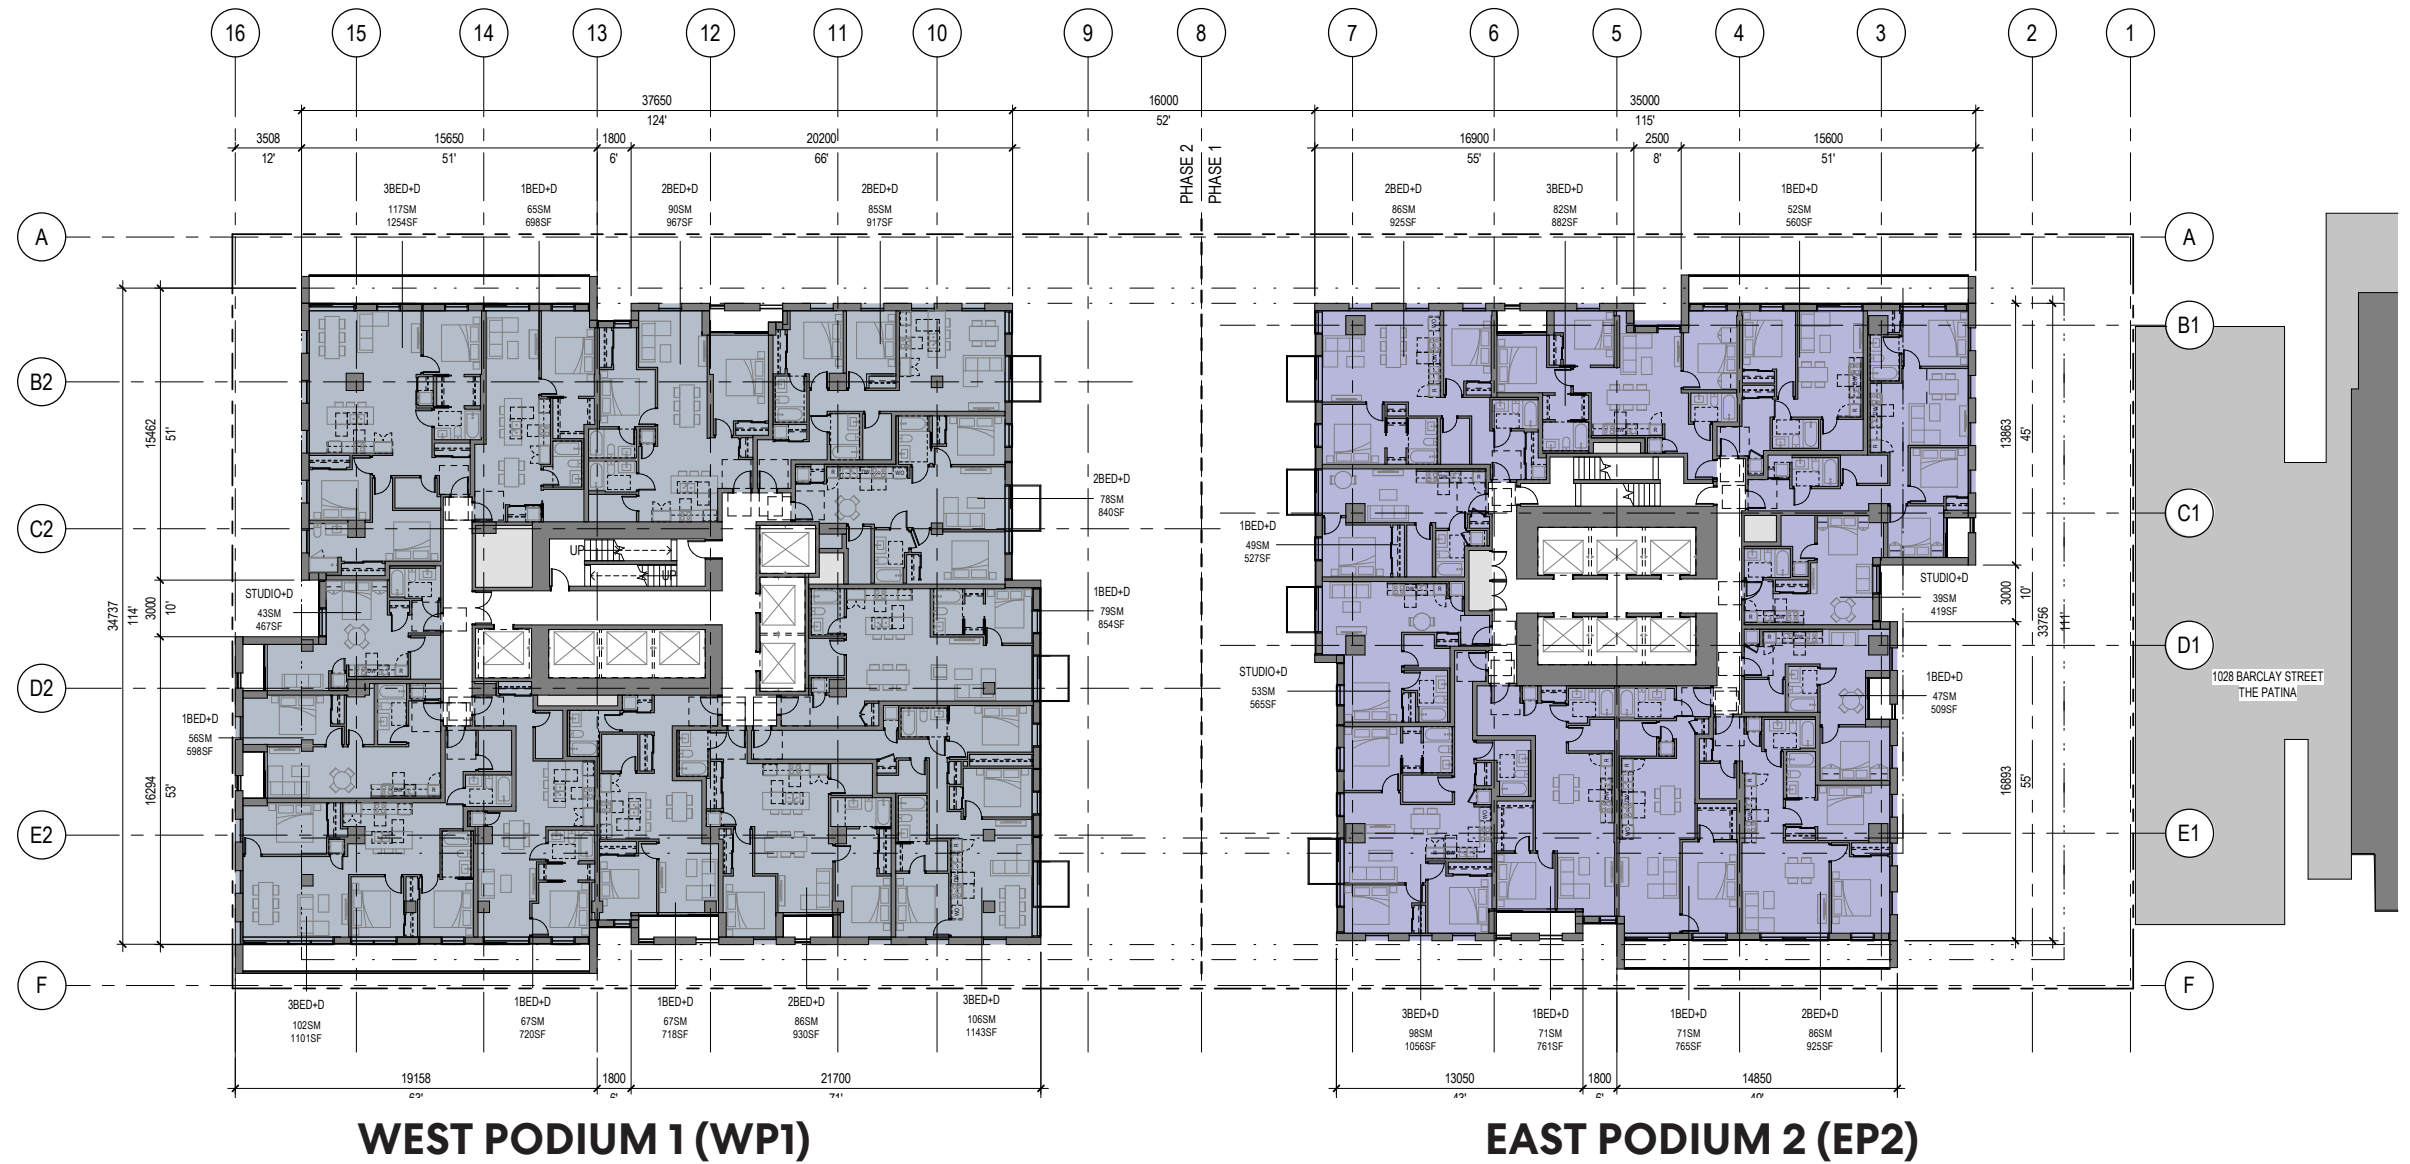 16 15 14 13 12 11 10 9 8 7 6 5 4 3 2 1
37650 16000 35000
124' 52' 115'
3508 15650 1800 20200 16900 2500 15600
12' 51' 6' 66' 55' 8' 51'
PHASE 2
PHASE 1
3BED+D
117SM
1254SF
1BED+D
65SM
698SF
2BED+D
90SM
967SF
2BED+D
85SM
917SF
2BED+D
86SM
925SF
3BED+D
82SM
882SF
1BED+D
52SM
560SF
A A
B2 B1
C2 C1
D2 D1
E2 E1
F F
34737
114'
15462
51'
3000
10'
16294
53'
STUDIO+D
43SM
467SF
1BED+D
56SM
598SF
UP
UP
2BED+D
78SM
840SF
1BED+D
79SM
854SF
1BED+D
49SM
527SF
STUDIO+D
53SM
565SF
STUDIO+D
39SM
419SF
1BED+D
47SM
509SF
13863
45'
3000
10'
33756
111'
16893
55'
1028 BARCLAY STREET
THE PATINA
3BED+D
102SM
1101SF
1BED+D
67SM
720SF
1BED+D
67SM
718SF
2BED+D
86SM
930SF
3BED+D
106SM
1143SF
3BED+D
98SM
1056SF
1BED+D
71SM
761SF
1BED+D
71SM
765SF
2BED+D
86SM
925SF
19158 1800 21700 13050 1800 14850
63' 6' 71' 43' 6' 49'
WEST PODIUM 1 (WP1)
EAST PODIUM 2 (EP2)